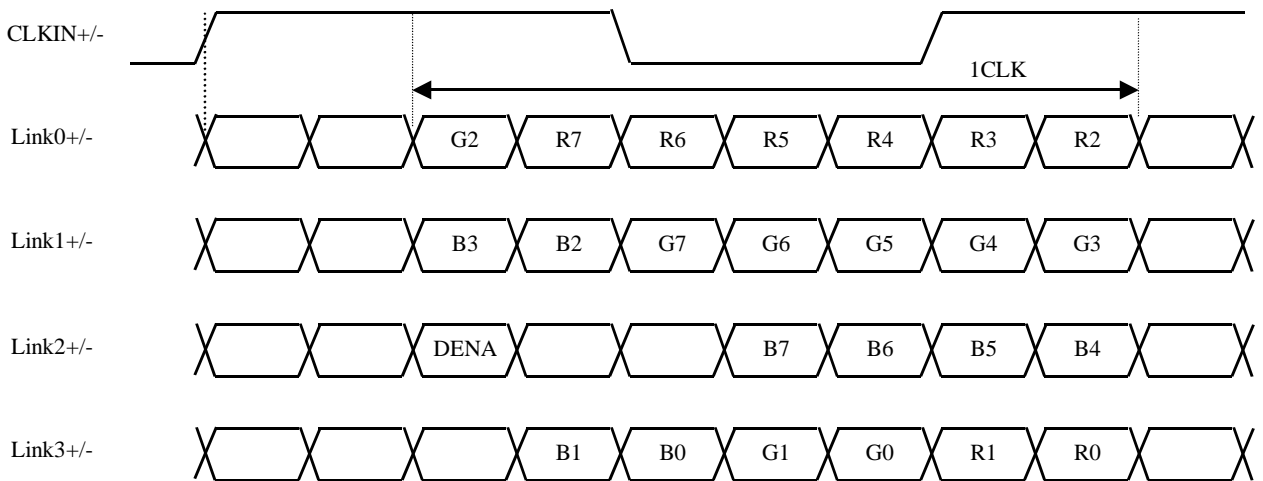 CLKIN+/-
1CLK
Link0+/- G2 R7 R6 R5 R4 R3 R2
Link1+/- B3 B2 G7 G6 G5 G4 G3
Link2+/- DENA B7 B6 B5 B4
Link3+/- B1 B0 G1 G0 R1 R0